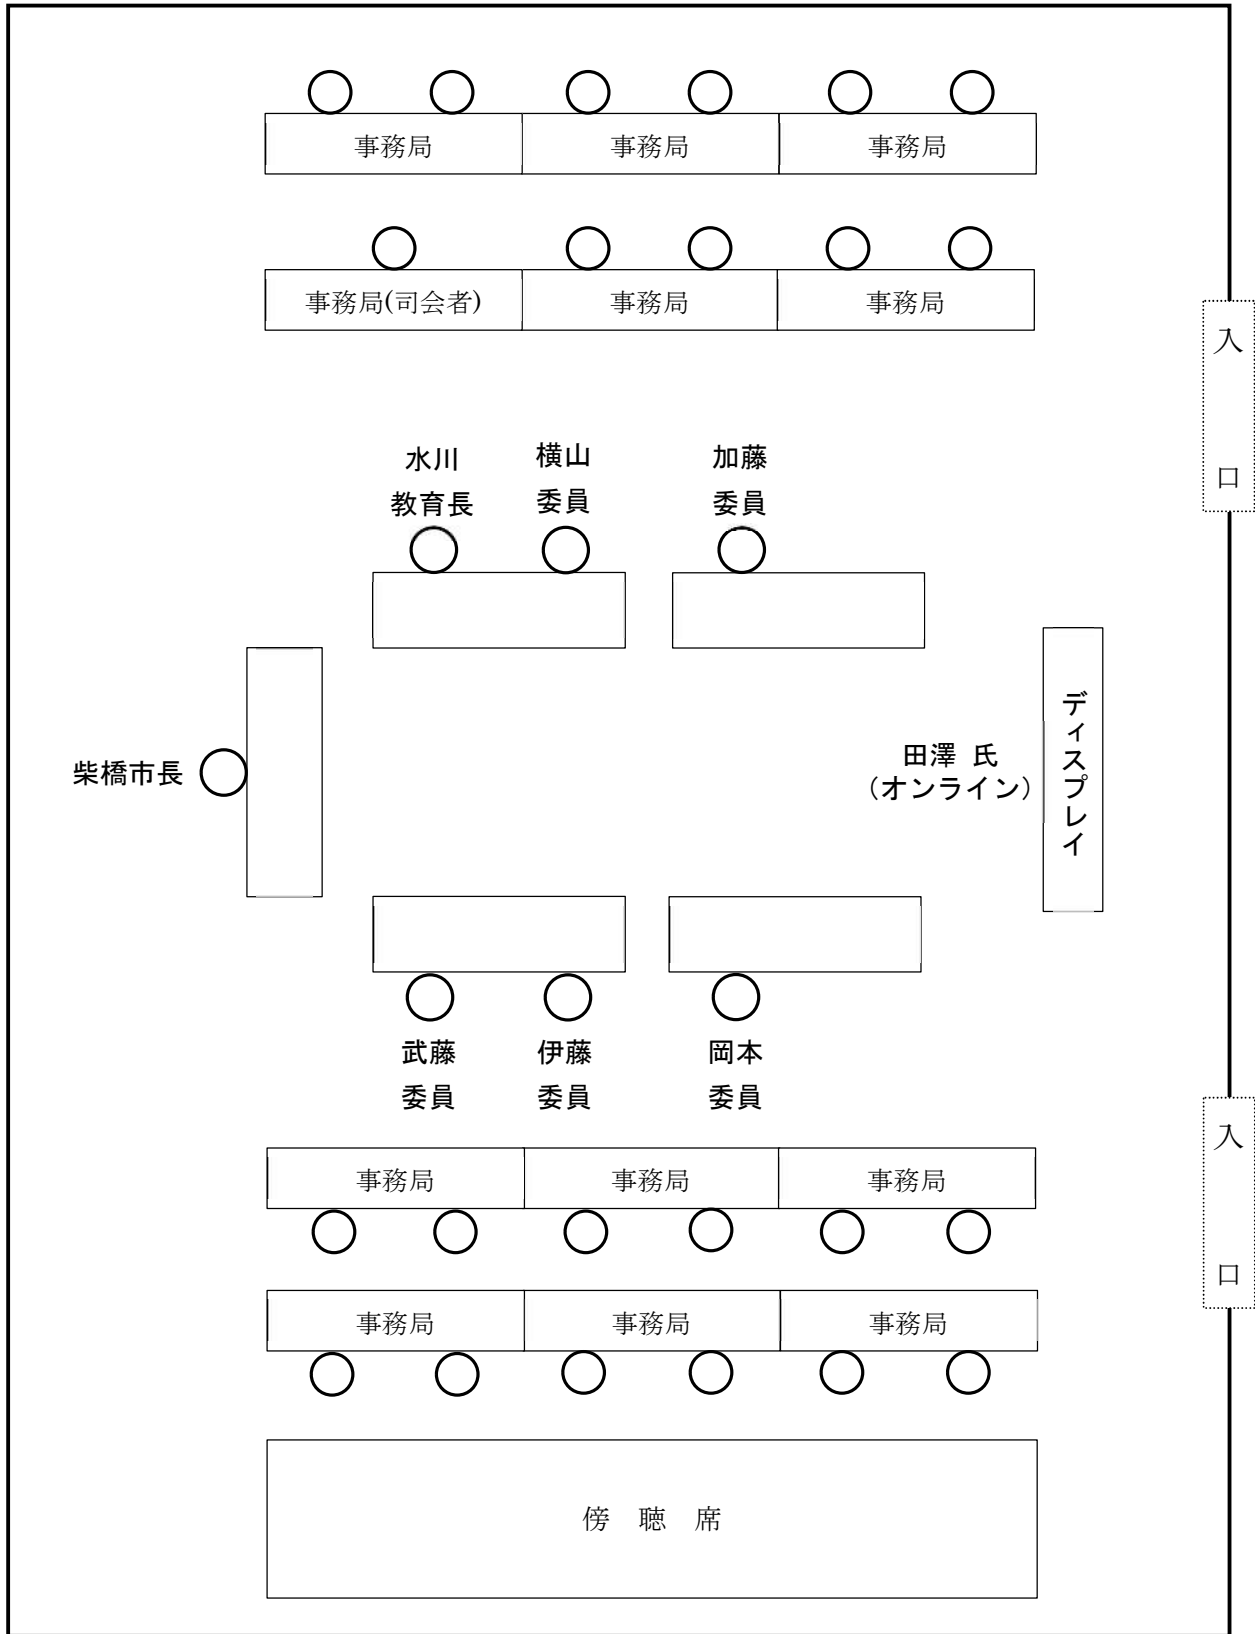 事務局 事務局 事務局
事務局(司会者) 事務局 事務局
入口
水川 横山 加藤
教育長 委員 委員
ディスプレイ
田澤 氏
(オンライン)
柴橋市長
武藤 伊藤 岡本
委員 委員 委員
入口
事務局 事務局 事務局
事務局 事務局 事務局
傍 聴 席